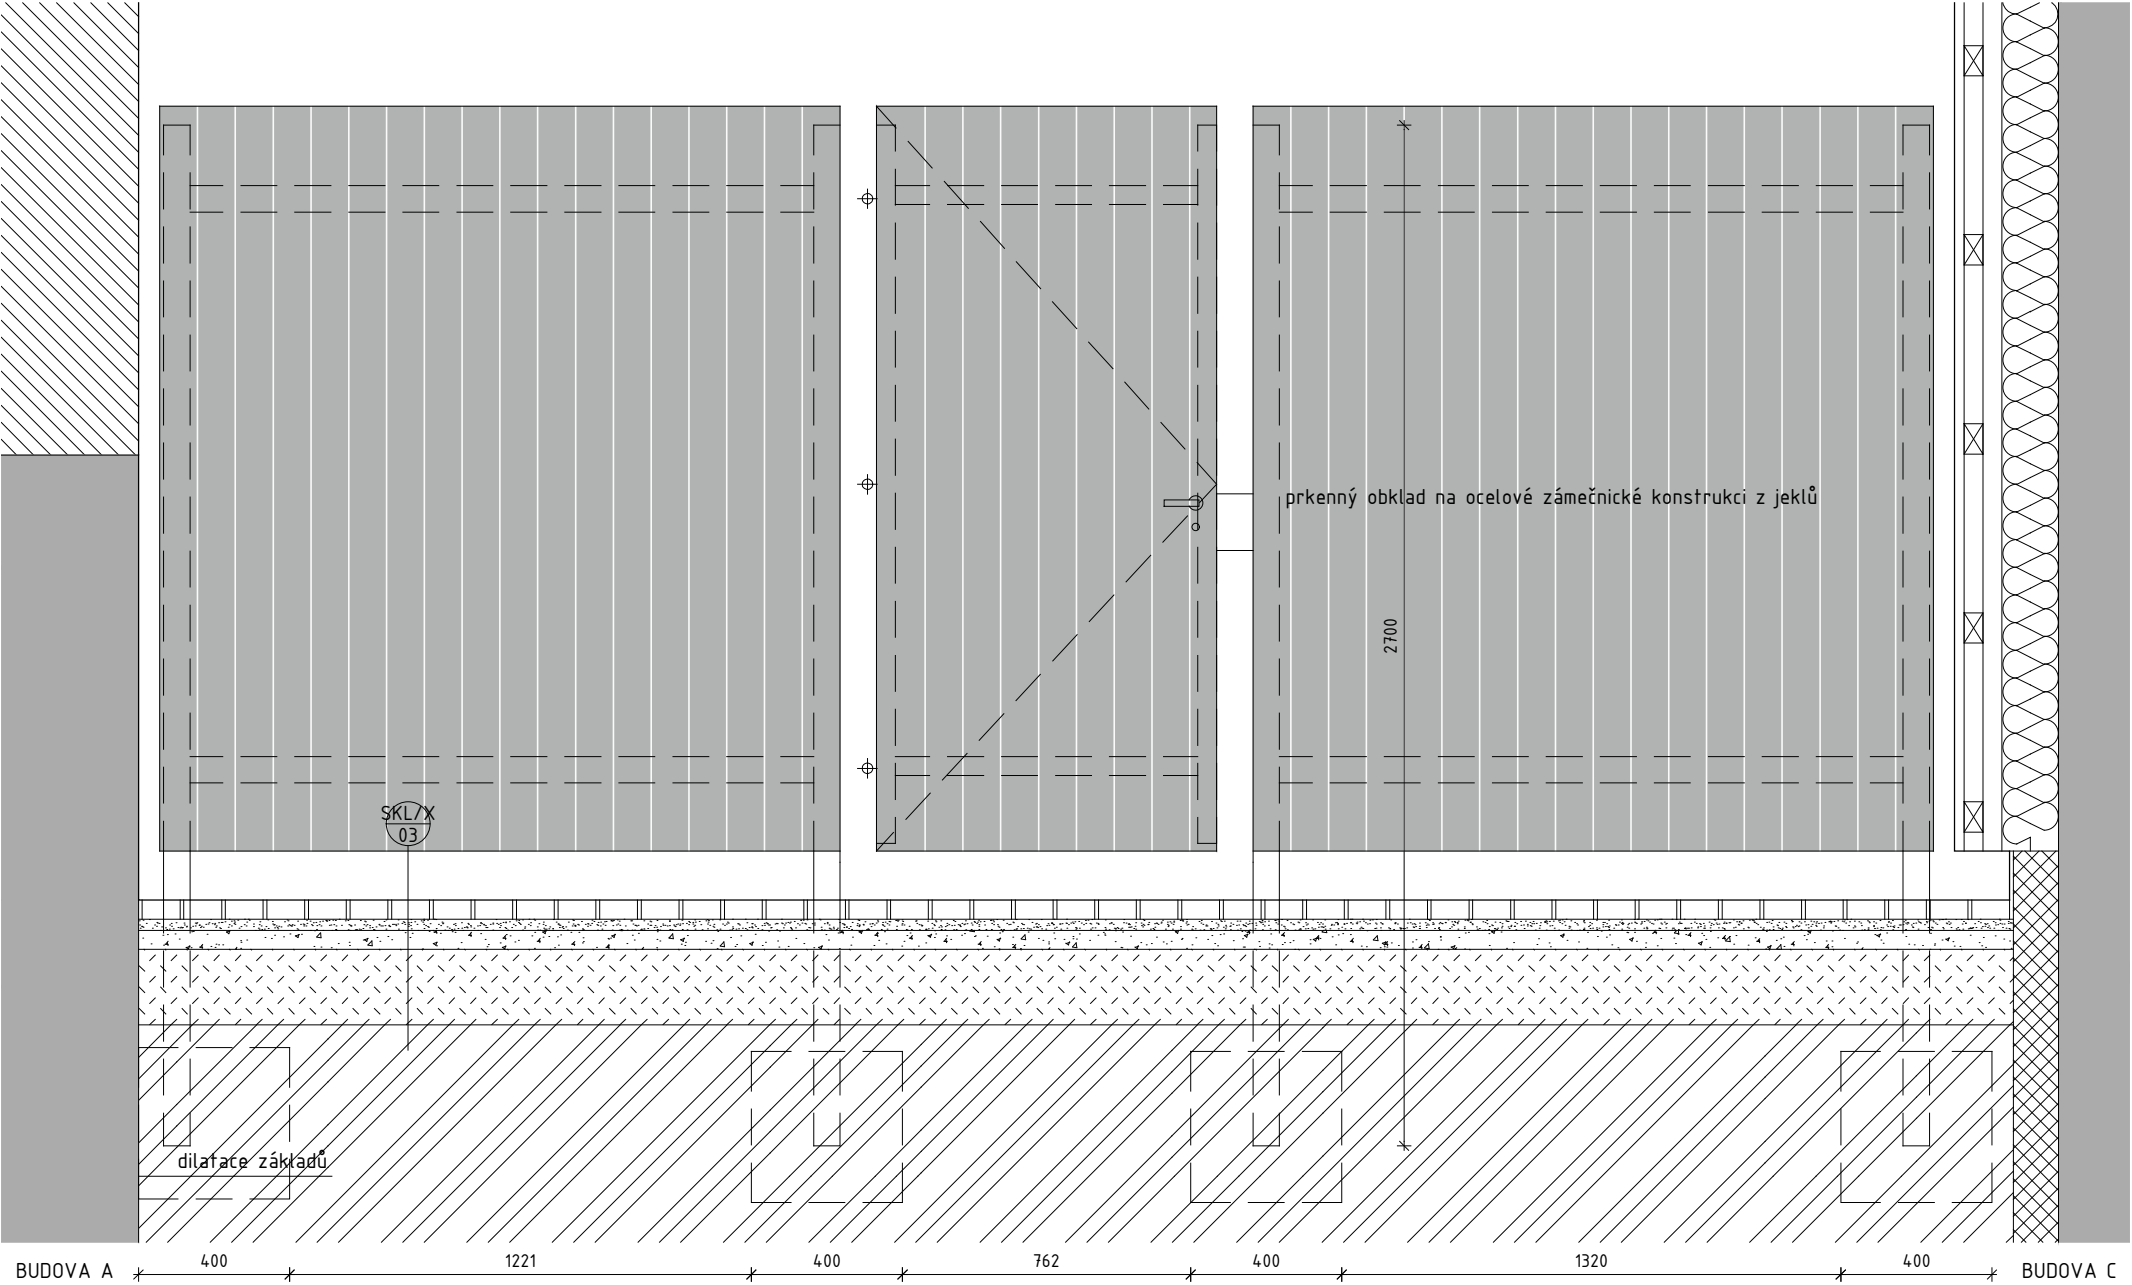 prkenný obklad na ocelové zámečnické konstrukci z jeklů
2700
SKL/X
03
dilatace základů
BUDOVA A
400
1221
400
762
400
1320
400
BUDOVA C